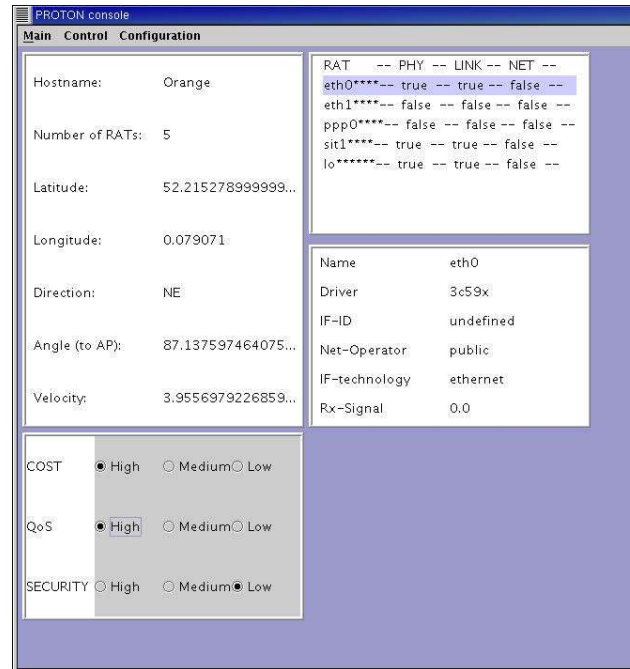 PROTON console
Main Control Configuration
Hostname: Orange
Number of RATs: 5
Latitude: 52.215278999999...
Longitude: 0.079071
Direction: NE
Angle (to AP): 87.137597464075...
Velocity: 3.9556979226859...
RAT -- PHY -- LINK -- NET --
eth0****-- true -- true -- false --
eth1****-- false -- false -- false --
ppp0****-- false -- false -- false --
sit1****-- true -- true -- false --
lo******-- true -- true -- false --
Name eth0
Driver 3c59x
IF-ID undefined
Net-Operator public
IF-technology ethernet
Rx-Signal 0.0
COST High Medium Low
QoS High Medium Low
SECURITY High Medium Low